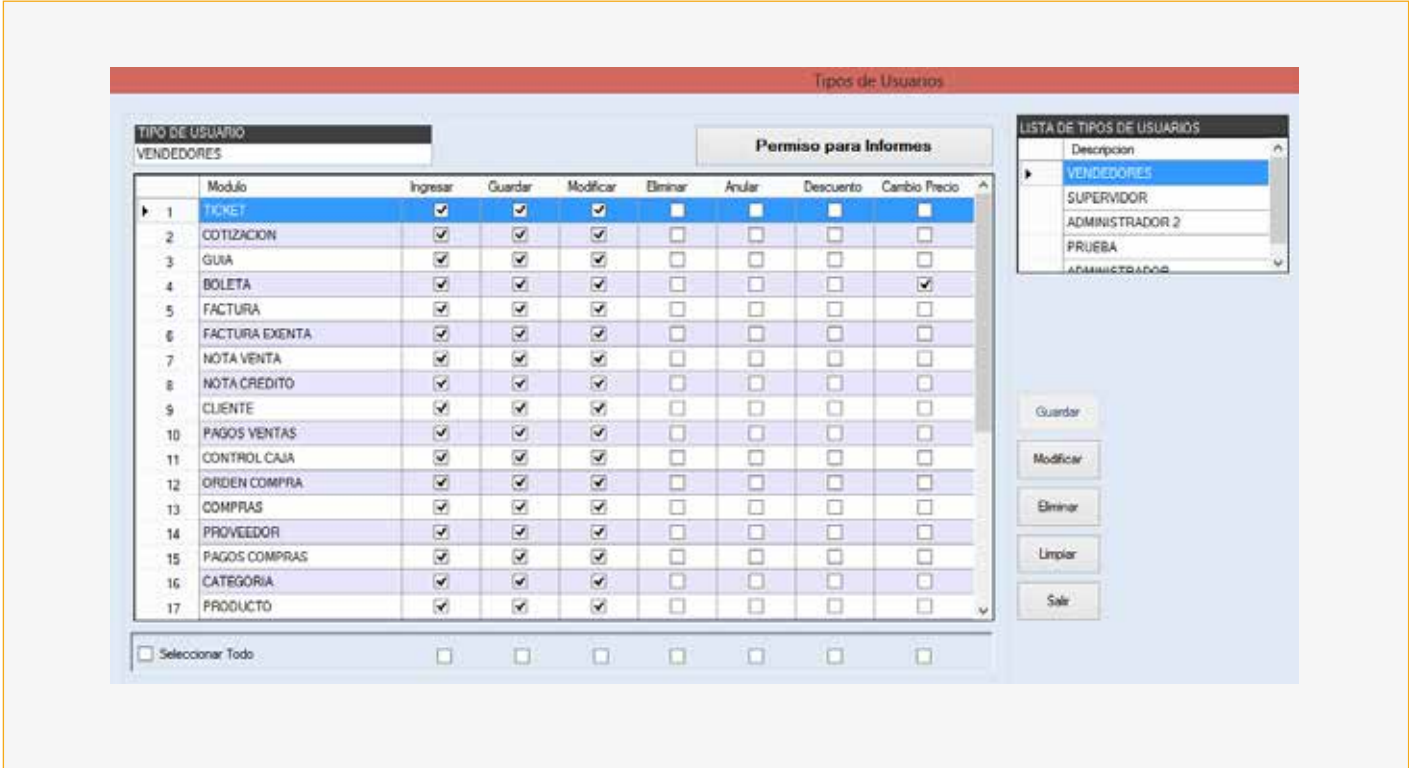 Tipos de Usuarios
TIPO DE USUARIO
VENDEDORES
Permiso para Informes
Modulo Ingresar Guardar Modificar Eliminar Anular Descuento Cambio Precio
1 TICKET
2 COTIZACION
3 GUIA
4 BOLETA
5 FACTURA
6 FACTURA EXENTA
7 NOTA VENTA
8 NOTA CREDITO
9 CLIENTE
10 PAGOS VENTAS
11 CONTROL CAJA
12 ORDEN COMPRA
13 COMPRAS
14 PROVEEDOR
15 PAGOS COMPRAS
16 CATEGORIA
17 PRODUCTO
Seleccionar Todo
LISTA DE TIPOS DE USUARIOS
Descripcion
VENDEDORES
SUPERVIDOR
ADMINISTRADOR 2
PRUEBA
ADMINISTRADOR
Guardar
Modificar
Eliminar
Limpiar
Salir